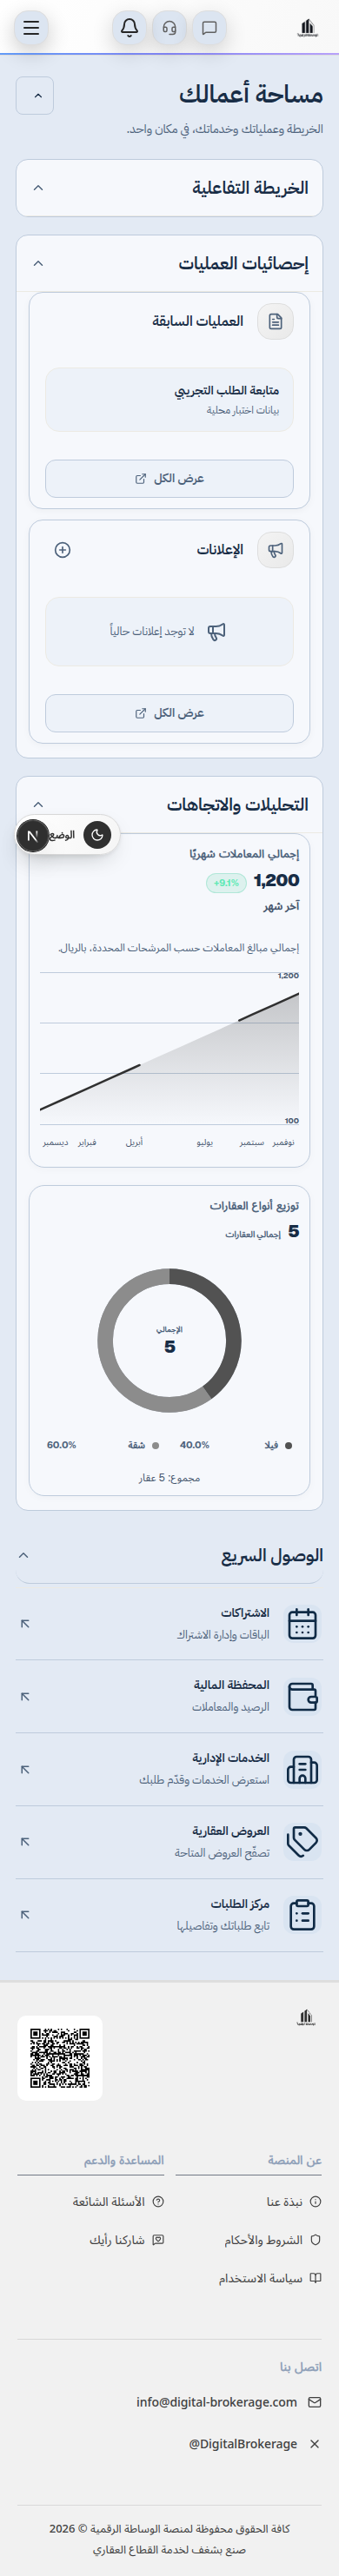 مساحة أعمالك
الخريطة وعملياتك وخدماتك، في مكان واحد.
الخريطة التفاعلية
إحصائيات العمليات
العمليات السابقة
متابعة الطلب التجريبي
بيانات اختبار محلية
عرض الكل
الإعلانات
لا توجد إعلانات حالياً
عرض الكل
التحليلات والاتجاهات
الوضع
N
إجمالي المعاملات شهريًا
1,200 +9.1%
آخر شهر
إجمالي مبالغ المعاملات حسب المرشحات المحددة، بالريال.
1,200
100
نوفمبر سبتمبر يوليو أبريل فبراير ديسمبر
توزيع أنواع العقارات
5 إجمالي العقارات
الإجمالي
5
فيلا 40.0% شقة 60.0%
مجموع: 5 عقار
الوصول السريع
الاشتراكات
الباقات وإدارة الاشتراك
المحفظة المالية
الرصيد والمعاملات
الخدمات الإدارية
استعرض الخدمات وقدّم طلبك
العروض العقارية
تصفّح العروض المتاحة
مركز الطلبات
تابع طلباتك وتفاصيلها
عن المنصة
نبذة عنا
الشروط والأحكام
سياسة الاستخدام
المساعدة والدعم
الأسئلة الشائعة
شاركنا رأيك
اتصل بنا
info@digital-brokerage.com
@DigitalBrokerage
كافة الحقوق محفوظة لمنصة الوساطة الرقمية © 2026
صنع بشغف لخدمة القطاع العقاري